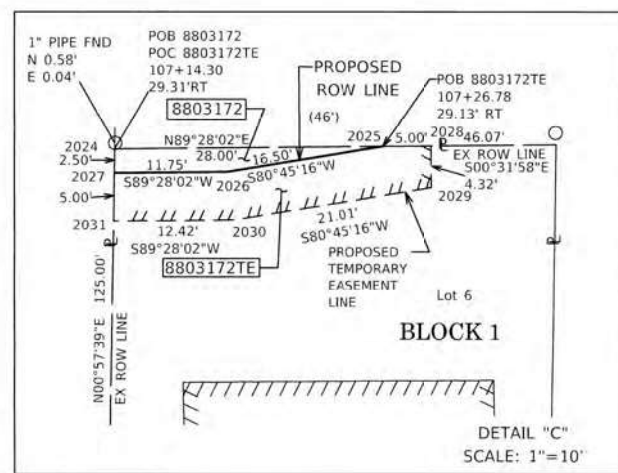 1" PIPE FND
N 0.58'
E 0.04'
POB 8803172
POC 8803172TE
107+14.30
29.31'RT
8803172
PROPOSED
ROW LINE
(46')
POB 8803172TE
107+26.78
29.13' RT
2024
N89°28'02"E
28.00'
2025
5.00'
2028
46.07'
EX ROW LINE
2.50'
11.75'
16.50'
S80°45'16"W
S00°31'58"E
4.32'
2027
S89°28'02"W
2026
2029
5.00'
21.01'
S80°45'16"W
2031
12.42'
2030
S89°28'02"W
8803172TE
PROPOSED
TEMPORARY
EASEMENT
LINE
Lot 6
BLOCK 1
N00°57'39"E 125.00'
EX ROW LINE
DETAIL "C"
SCALE: 1"=10'